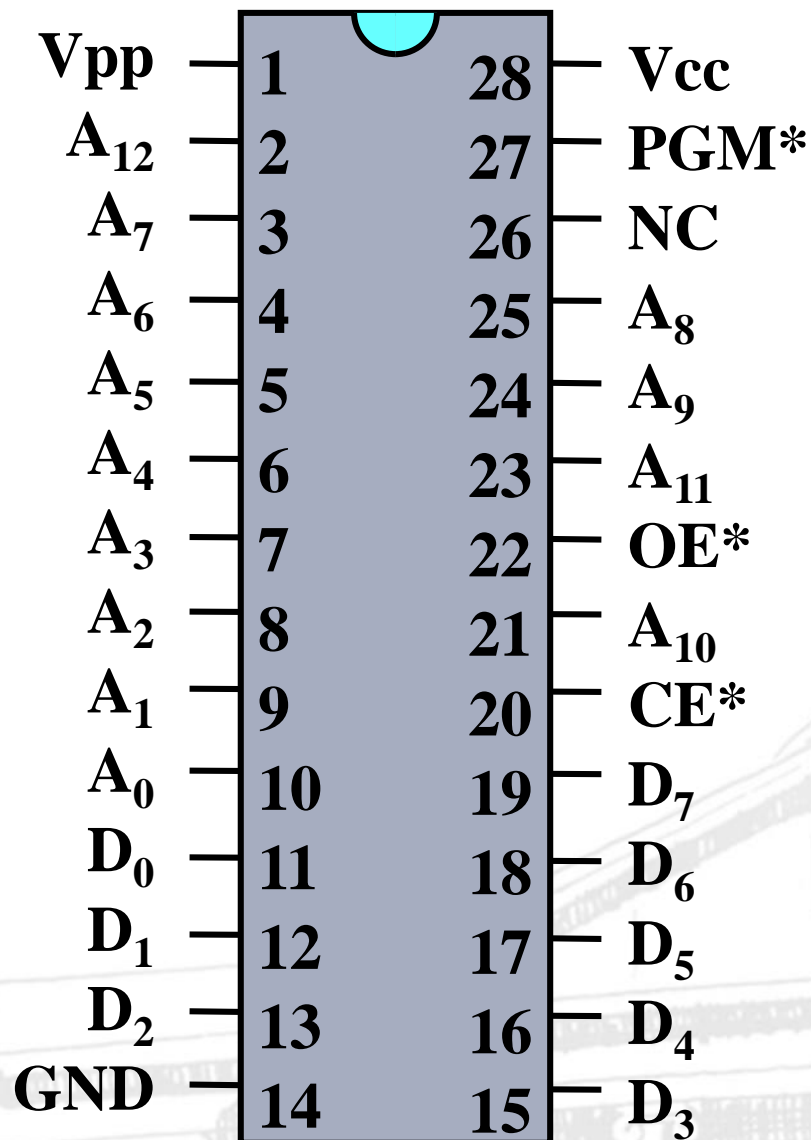 Vpp 1 28 Vcc
A12 2 27 PGM*
A7 3 26 NC
A6 4 25 A8
A5 5 24 A9
A4 6 23 A11
A3 7 22 OE*
A2 8 21 A10
A1 9 20 CE*
A0 10 19 D7
D0 11 18 D6
D1 12 17 D5
D2 13 16 D4
GND 14 15 D3